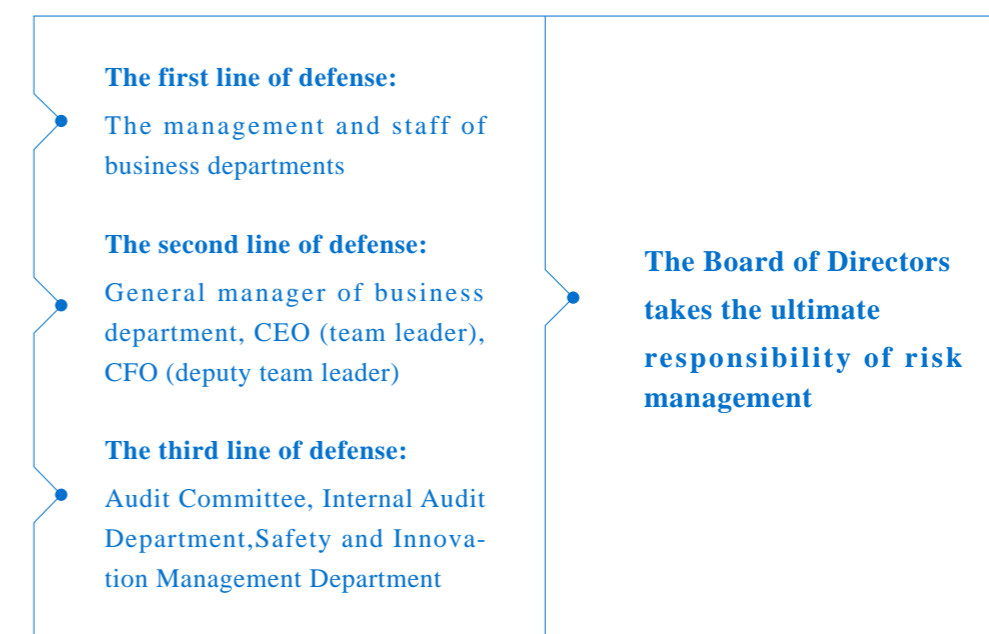 The first line of defense:
The management and staff of
business departments
The second line of defense:
General manager of business
department, CEO (team leader),
CFO (deputy team leader)
The third line of defense:
Audit Committee, Internal Audit
Department,Safety and Innova-
tion Management Department
The Board of Directors
takes the ultimate
responsibility of risk
management